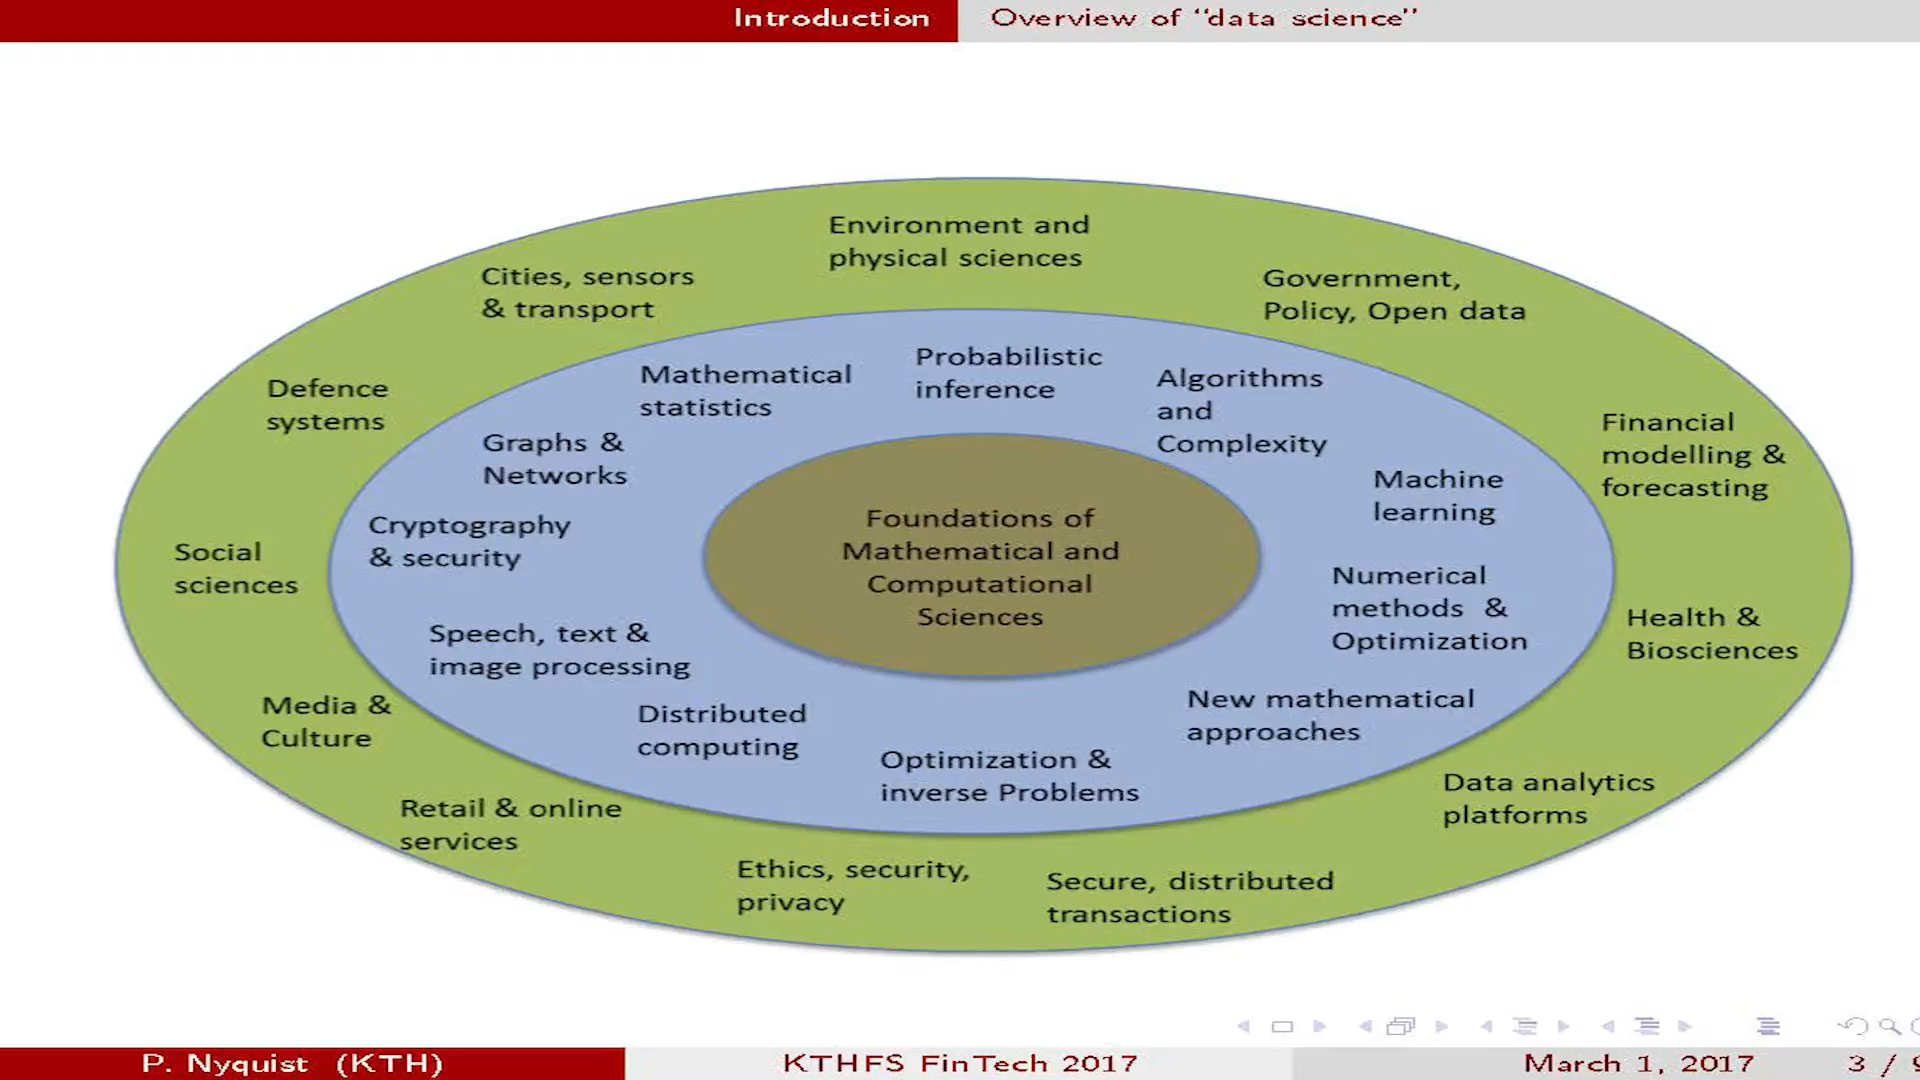 Introduction
Overview of “data science”
Environment and
physical sciences
Cities, sensors
& transport
Government,
Policy, Open data
Defence
systems
Financial
modelling &
forecasting
Social
sciences
Health &
Biosciences
Media &
Culture
Data analytics
platforms
Retail & online
services
Ethics, security,
privacy
Secure, distributed
transactions
Mathematical
statistics
Probabilistic
inference
Algorithms
and
Complexity
Graphs &
Networks
Machine
learning
Cryptography
& security
Numerical
methods &
Optimization
Speech, text &
image processing
New mathematical
approaches
Distributed
computing
Optimization &
inverse Problems
Foundations of
Mathematical and
Computational
Sciences
P. Nyquist (KTH)
KTHFS FinTech 2017
March 1, 2017
3 /